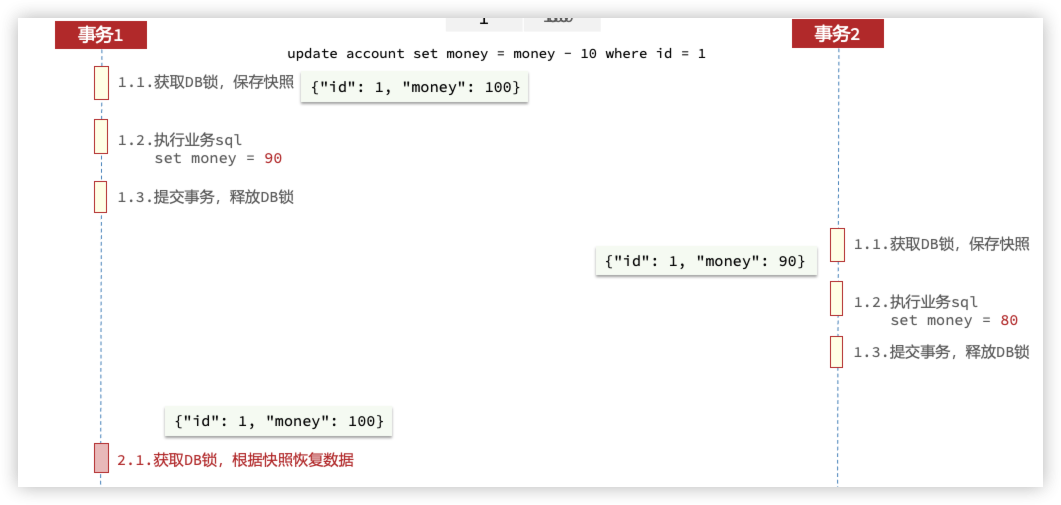 事务1
事务2
1
update account set money = money - 10 where id = 1
1.1.获取DB锁，保存快照
{"id": 1, "money": 100}
1.2.执行业务sql
set money = 90
1.3.提交事务，释放DB锁
1.1.获取DB锁，保存快照
{"id": 1, "money": 90}
1.2.执行业务sql
set money = 80
1.3.提交事务，释放DB锁
{"id": 1, "money": 100}
2.1.获取DB锁，根据快照恢复数据